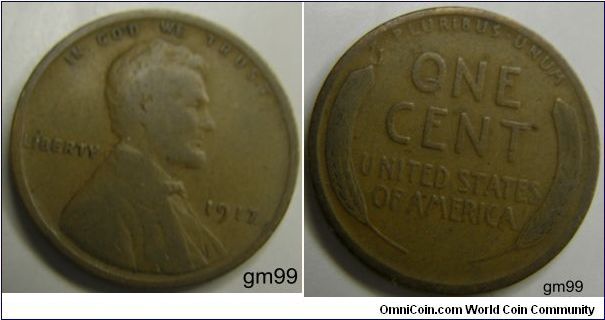 IN GOD WE TRUST
LIBERTY
1917
gm99
E PLURIBUS UNUM
ONE
CENT
UNITED STATES
OF AMERICA
gm99
OmniCoin.com World Coin Community